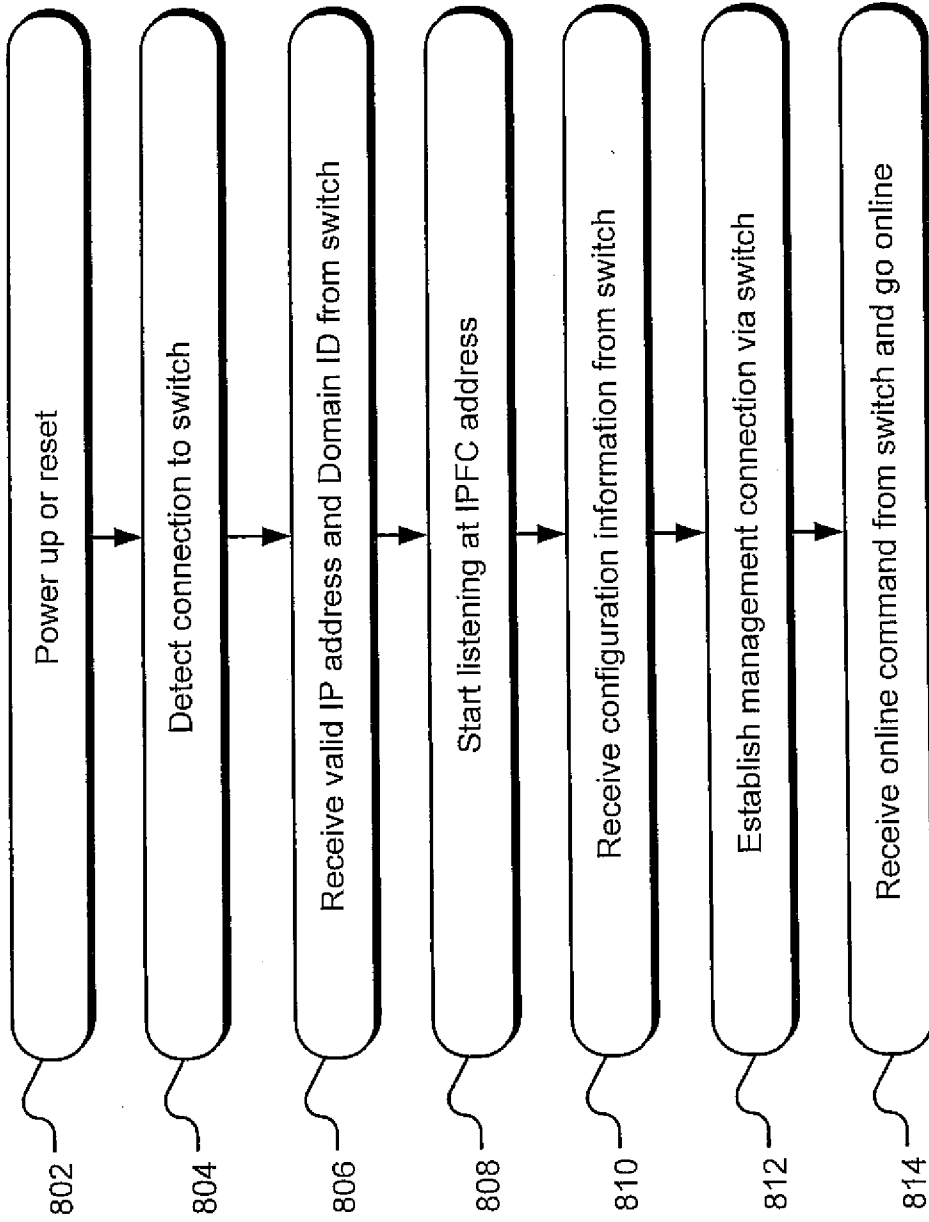 802
Power up or reset
804
Detect connection to switch
806
Receive valid IP address and Domain ID from switch
808
Start listening at IPFC address
810
Receive configuration information from switch
812
Establish management connection via switch
814
Receive online command from switch and go online